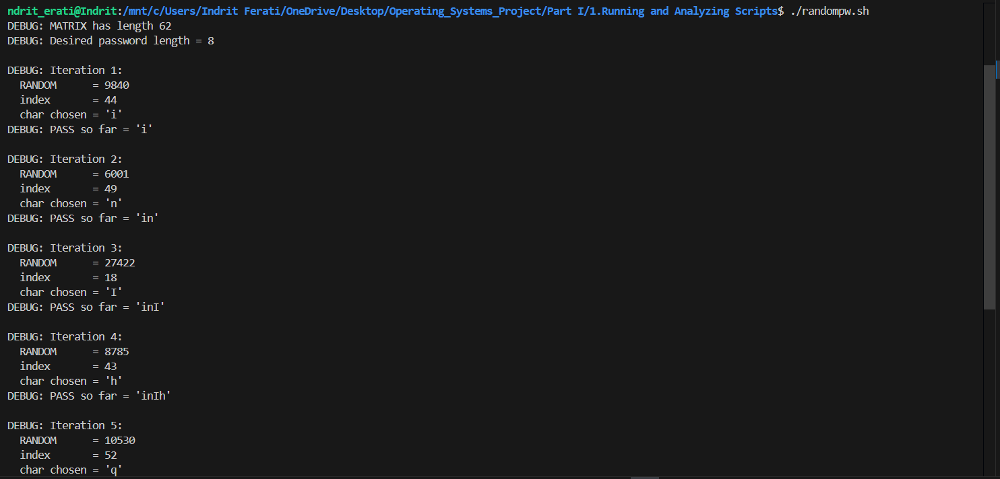 ndrit_erati@Indrit:/mnt/c/Users/Indrit Ferati/OneDrive/Desktop/Operating_Systems_Project/Part I/1.Running and Analyzing Scripts$ ./randompw.sh
DEBUG: MATRIX has length 62
DEBUG: Desired password length = 8

DEBUG: Iteration 1:
  RANDOM      = 9840
  index       = 44
  char chosen = 'i'
DEBUG: PASS so far = 'i'

DEBUG: Iteration 2:
  RANDOM      = 6001
  index       = 49
  char chosen = 'n'
DEBUG: PASS so far = 'in'

DEBUG: Iteration 3:
  RANDOM      = 27422
  index       = 18
  char chosen = 'I'
DEBUG: PASS so far = 'inI'

DEBUG: Iteration 4:
  RANDOM      = 8785
  index       = 43
  char chosen = 'h'
DEBUG: PASS so far = 'inIh'

DEBUG: Iteration 5:
  RANDOM      = 10530
  index       = 52
  char chosen = 'q'